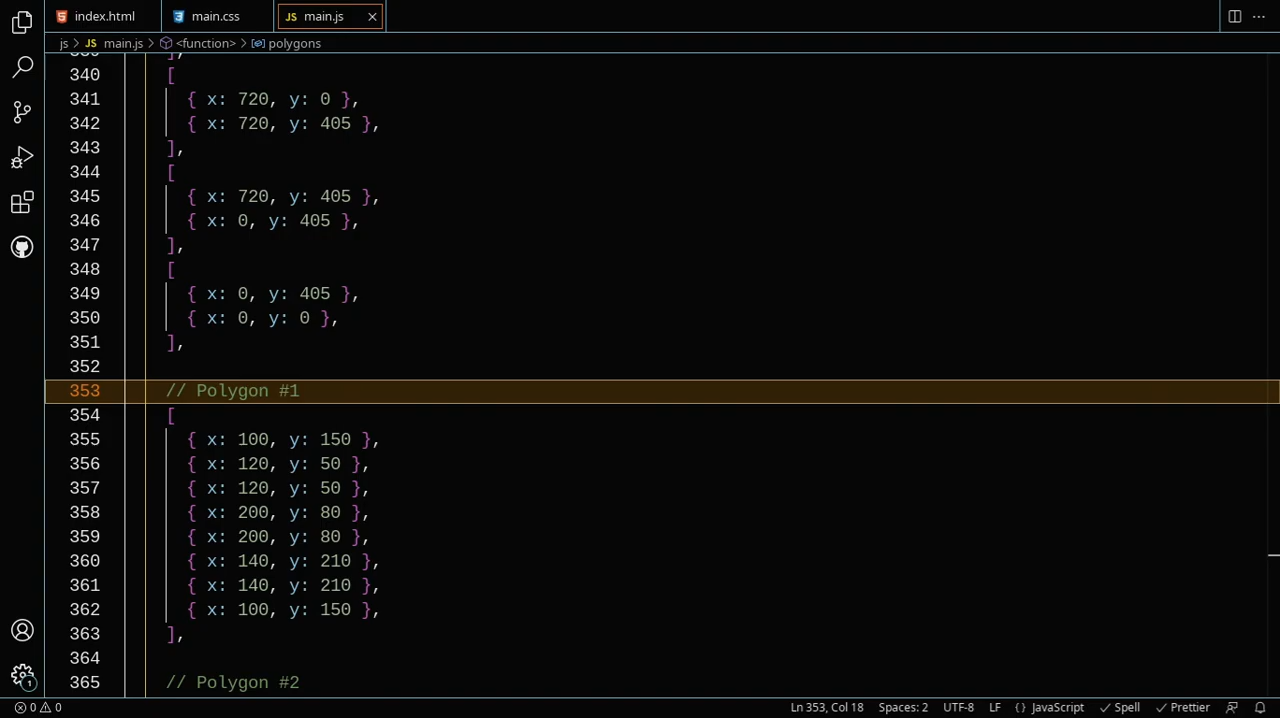 index.html
main.css
JS main.js
js > JS main.js > <function> > polygons
339 ],
340 [
341 { x: 720, y: 0 },
342 { x: 720, y: 405 },
343 ],
344 [
345 { x: 720, y: 405 },
346 { x: 0, y: 405 },
347 ],
348 [
349 { x: 0, y: 405 },
350 { x: 0, y: 0 },
351 ],
352
353 // Polygon #1
354 [
355 { x: 100, y: 150 },
356 { x: 120, y: 50 },
357 { x: 120, y: 50 },
358 { x: 200, y: 80 },
359 { x: 200, y: 80 },
360 { x: 140, y: 210 },
361 { x: 140, y: 210 },
362 { x: 100, y: 150 },
363 ],
364
365 // Polygon #2
1
0 0 Ln 353, Col 18 Spaces: 2 UTF-8 LF {} JavaScript Spell Prettier